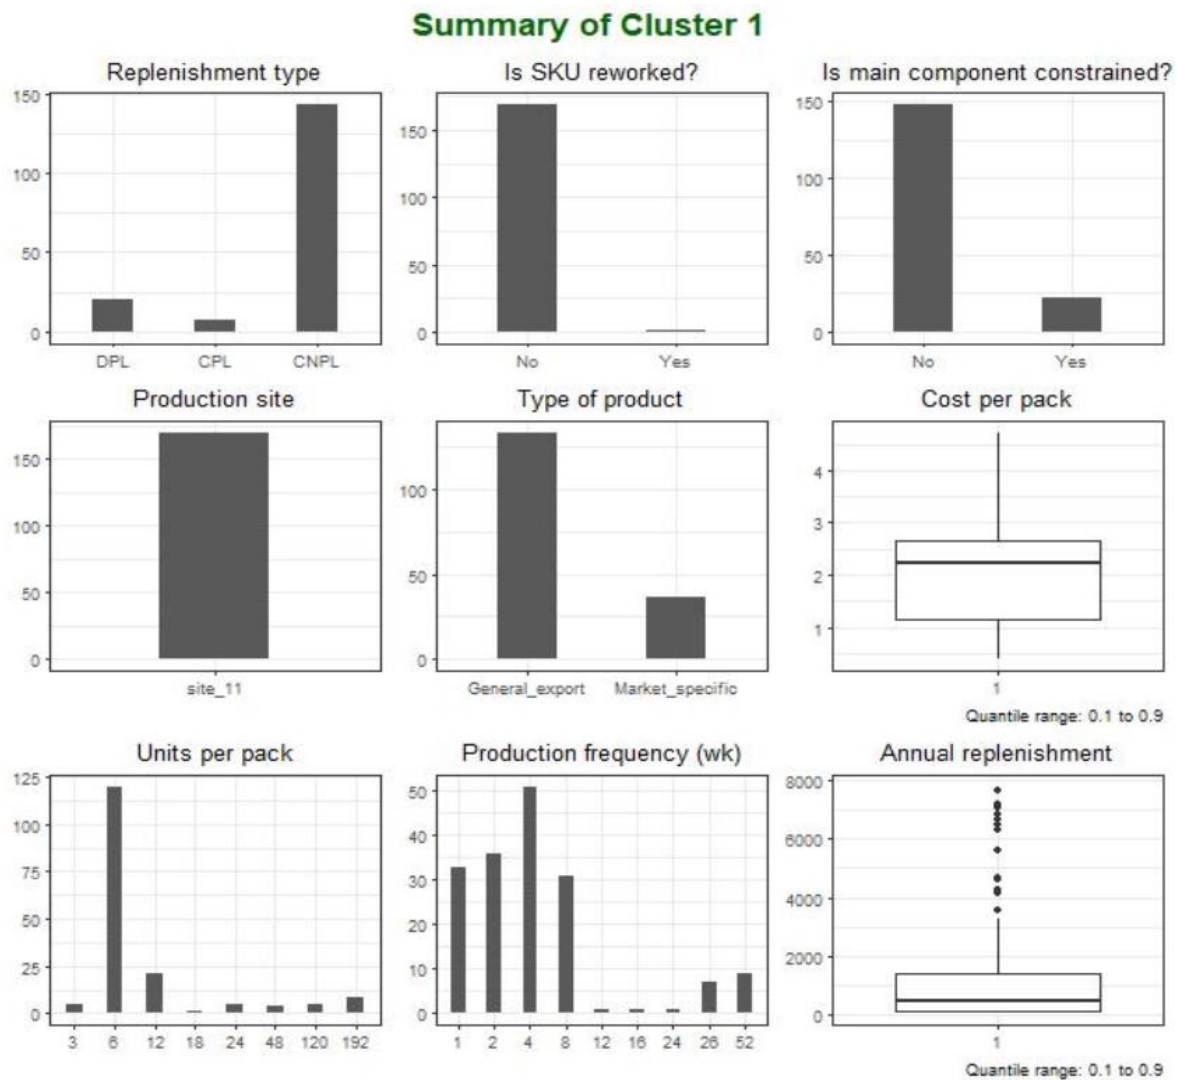 Summary of Cluster 1
Replenishment type
150
100
50
0
DPL CPL CNPL
Is SKU reworked?
150
100
50
0
No Yes
Is main component constrained?
150
100
50
0
No Yes
Production site
150
100
50
0
site_11
Type of product
100
50
0
General_export Market_specific
Cost per pack
4
3
2
1
1
Quantile range: 0.1 to 0.9
Units per pack
125
100
75
50
25
0
3 6 12 18 24 48 120 192
Production frequency (wk)
50
40
30
20
10
0
1 2 4 8 12 16 24 26 52
Annual replenishment
8000
6000
4000
2000
0
1
Quantile range: 0.1 to 0.9